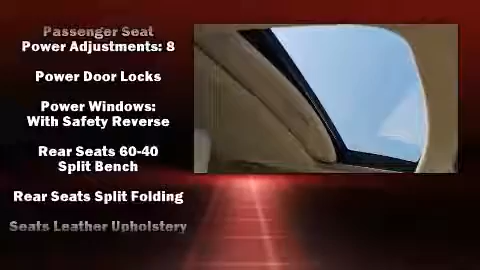 Passenger Seat
Power Adjustments: 8
Power Door Locks
Power Windows:
With Safety Reverse
Rear Seats 60-40
Split Bench
Rear Seats Split Folding
Seats Leather Upholstery